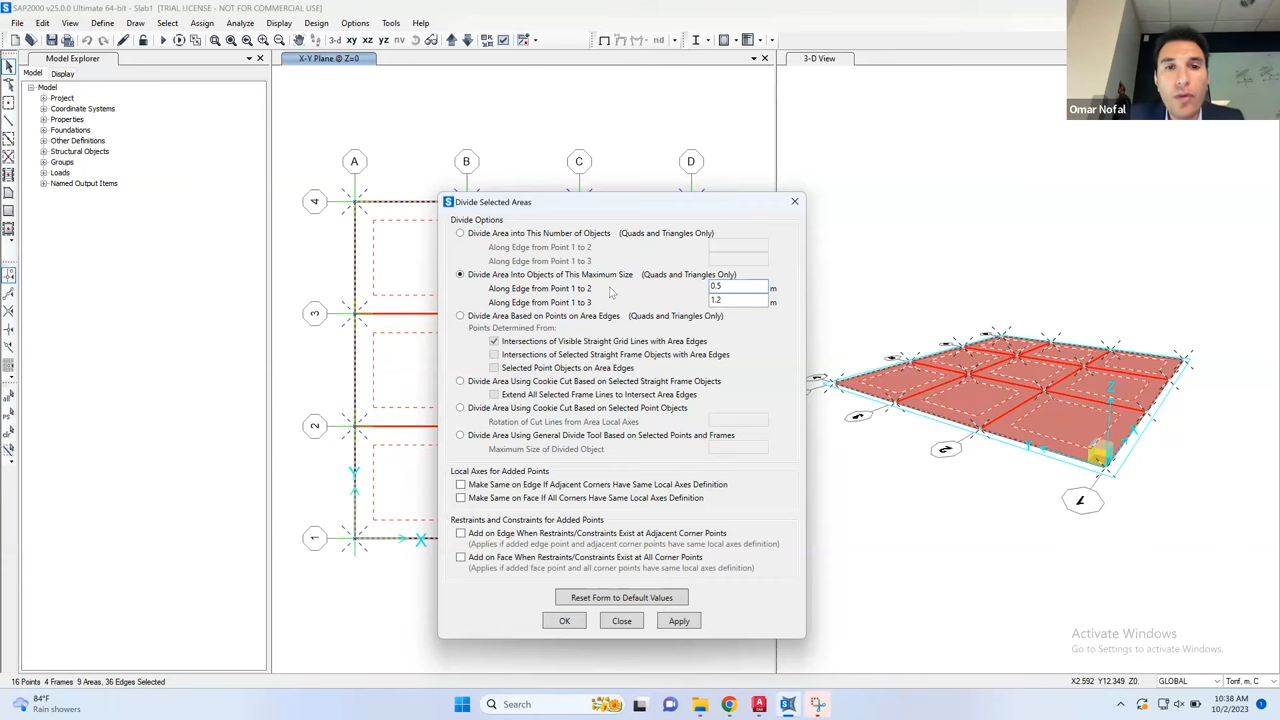 SAP2000 v25.0.0 Ultimate 64-bit - Slab1 [TRIAL LICENSE - NOT FOR COMMERCIAL USE]
File Edit View Define Draw Select Assign Analyze Display Design Options Tools Help
3-d xy xz yz nv nd
Model Explorer
X-Y Plane @ Z=0
3-D View
Omar Nofal
Model Display
Model
Project
Coordinate Systems
Properties
Foundations
Other Definitions
Structural Objects
Groups
Loads
Named Output Items
A B C D
4
3
2
1
Y
X
Divide Selected Areas
Divide Options
Divide Area into This Number of Objects (Quads and Triangles Only)
Along Edge from Point 1 to 2
Along Edge from Point 1 to 3
Divide Area Into Objects of This Maximum Size (Quads and Triangles Only)
Along Edge from Point 1 to 2 0.5 m
Along Edge from Point 1 to 3 1.2 m
Divide Area Based on Points on Area Edges (Quads and Triangles Only)
Points Determined From:
Intersections of Visible Straight Grid Lines with Area Edges
Intersections of Selected Straight Frame Objects with Area Edges
Selected Point Objects on Area Edges
Divide Area Using Cookie Cut Based on Selected Straight Frame Objects
Extend All Selected Frame Lines to Intersect Area Edges
Divide Area Using Cookie Cut Based on Selected Point Objects
Rotation of Cut Lines from Area Local Axes
Divide Area Using General Divide Tool Based on Selected Points and Frames
Maximum Size of Divided Object
Local Axes for Added Points
Make Same on Edge If Adjacent Corners Have Same Local Axes Definition
Make Same on Face If All Corners Have Same Local Axes Definition
Restraints and Constraints for Added Points
Add on Edge When Restraints/Constraints Exist at Adjacent Corner Points
(Applies if added edge point and adjacent corner points have same local axes definition)
Add on Face When Restraints/Constraints Exist at All Corner Points
(Applies if added face point and all corner points have same local axes definition)
Reset Form to Default Values
OK Close Apply
Z
Y
X
1
Activate Windows
Go to Settings to activate Windows.
16 Points 4 Frames 9 Areas, 36 Edges Selected
X2.592 Y12.349 Z0.
GLOBAL
Tonf, m, C
84°F
Rain showers
Search
10:38 AM
10/2/2023